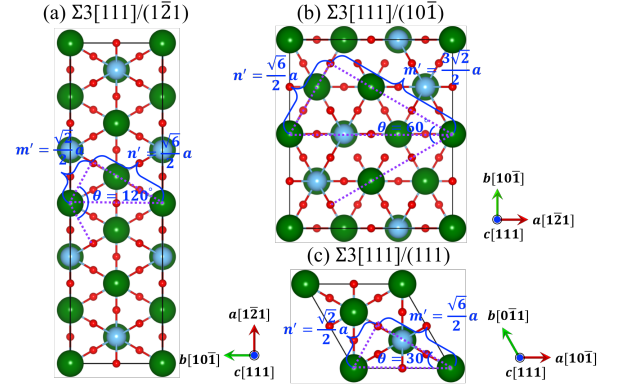 (a) Σ3[111]/(12̅1)
m′ = √2/2 a
n′ = √6/2 a
θ = 120°
a[12̅1]
b[101̅]
c[111]
(b) Σ3[111]/(101̅)
n′ = √6/2 a
m = 3√2/2 a
θ = 60
b[101̅]
a[12̅1]
c[111]
(c) Σ3[111]/(111)
n′ = √2/2 a
m′ = √6/2 a
θ = 30°
b[01̅1]
a[101̅]
c[111]